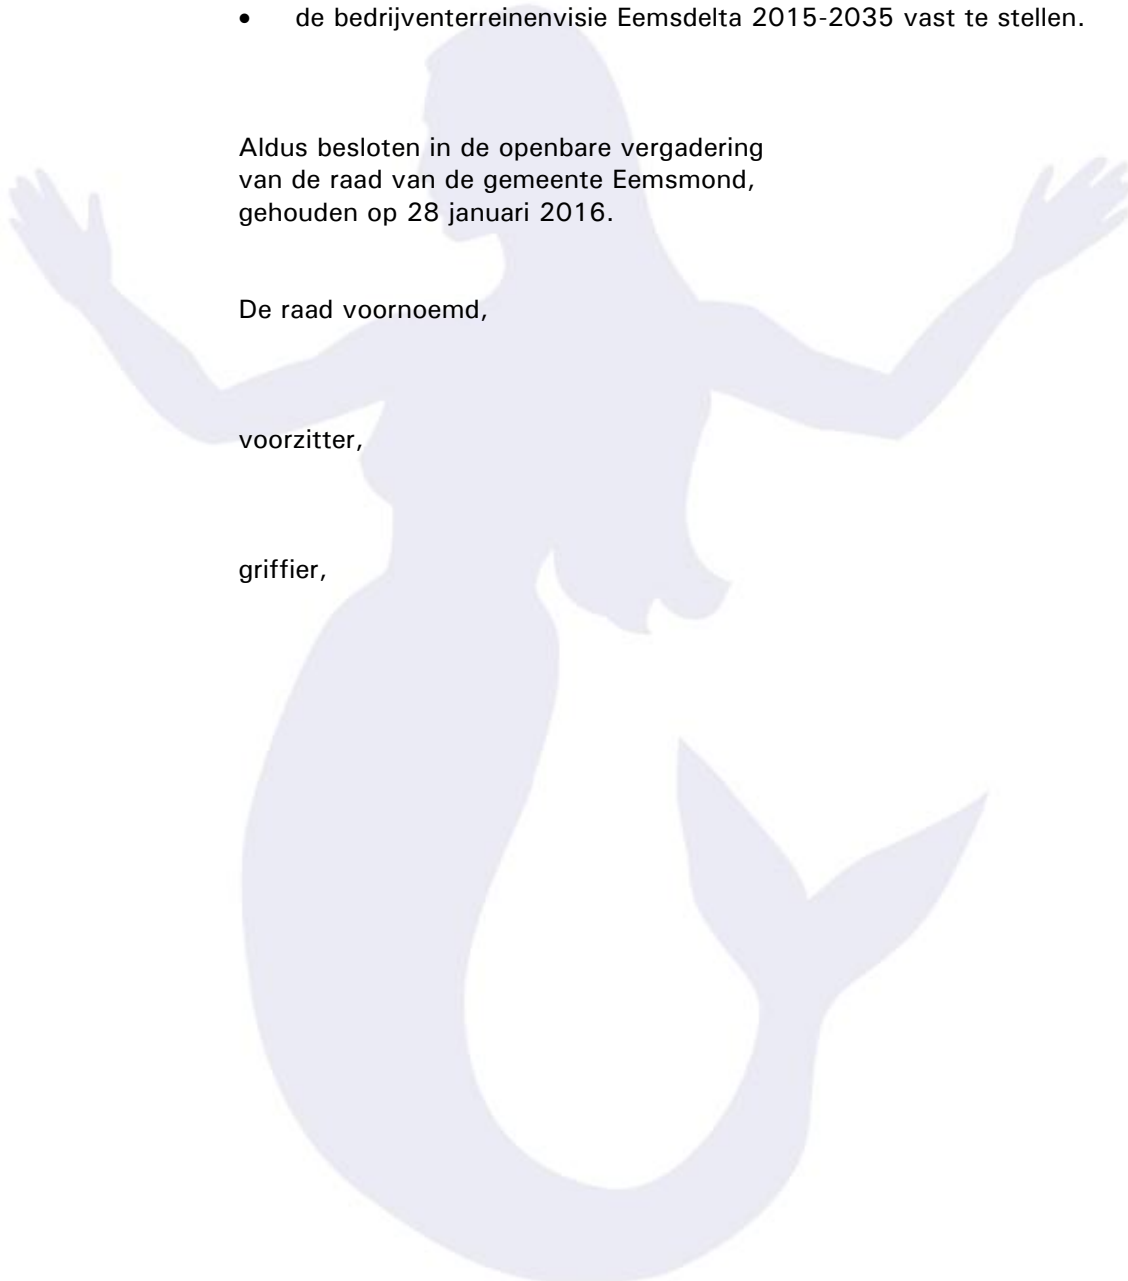 • de bedrijventerreinenvisie Eemsdelta 2015-2035 vast te stellen.
Aldus besloten in de openbare vergadering
van de raad van de gemeente Eemsmond,
gehouden op 28 januari 2016.
De raad voornoemd,
voorzitter,
griffier,